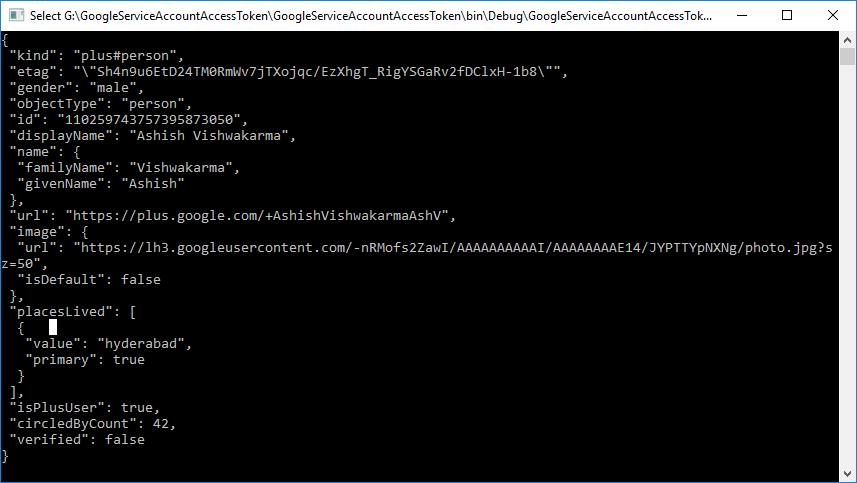 Select G:\GoogleServiceAccountAccessToken\GoogleServiceAccountAccessToken\bin\Debug\GoogleServiceAccountAccessTok...
{
 "kind": "plus#person",
 "etag": "\"Sh4n9u6EtD24TM0RmWv7jTXojqc/EzXhgT_RigYSGaRv2fDClxH-1b8\"",
 "gender": "male",
 "objectType": "person",
 "id": "110259743757395873050",
 "displayName": "Ashish Vishwakarma",
 "name": {
  "familyName": "Vishwakarma",
  "givenName": "Ashish"
 },
 "url": "https://plus.google.com/+AshishVishwakarmaAshV",
 "image": {
  "url": "https://lh3.googleusercontent.com/-nRMofs2ZawI/AAAAAAAAAAI/AAAAAAAAE14/JYPTTYpNXNg/photo.jpg?s
z=50",
  "isDefault": false
 },
 "placesLived": [
  {
   "value": "hyderabad",
   "primary": true
  }
 ],
 "isPlusUser": true,
 "circledByCount": 42,
 "verified": false
}